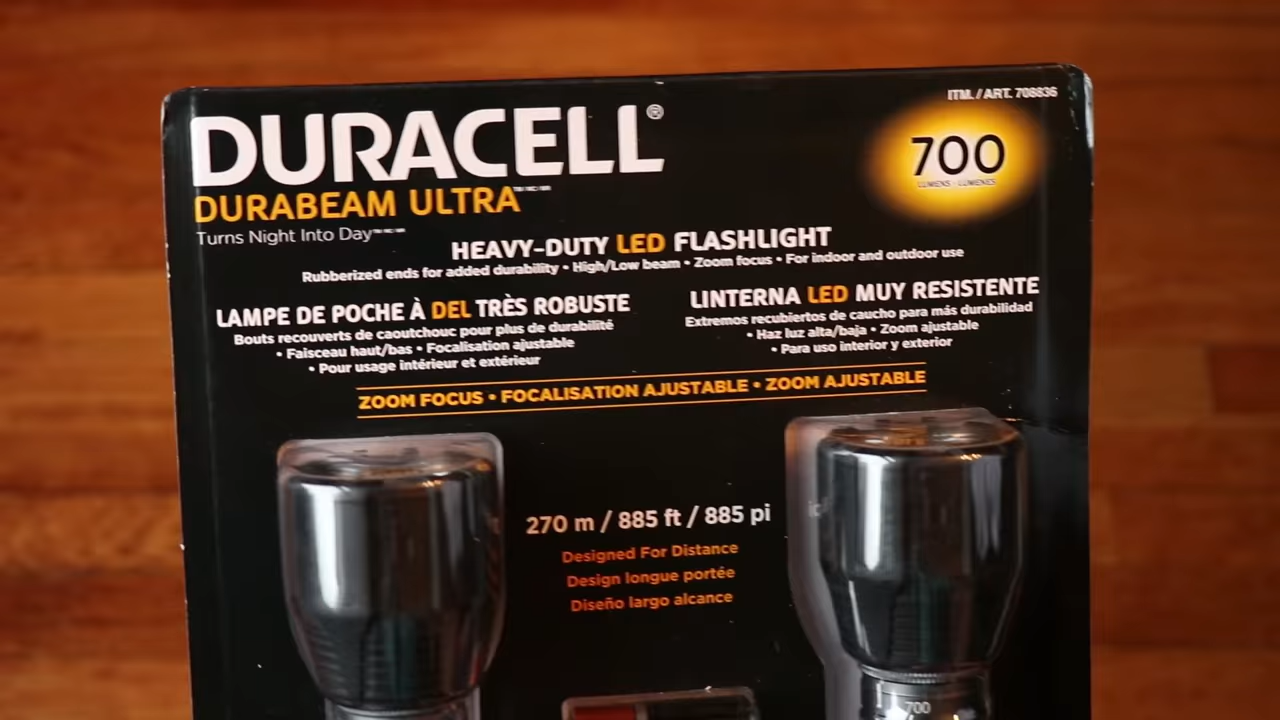 ITM. / ART. 708836
DURACELL®
DURABEAM ULTRA
Turns Night Into Day
700
LUMENS · LÚMENES
HEAVY-DUTY LED FLASHLIGHT
Rubberized ends for added durability • High/Low beam • Zoom focus • For indoor and outdoor use
LAMPE DE POCHE À DEL TRÈS ROBUSTE
Bouts recouverts de caoutchouc pour plus de durabilité
• Faisceau haut/bas • Focalisation ajustable
• Pour usage intérieur et extérieur
LINTERNA LED MUY RESISTENTE
Extremos recubiertos de caucho para más durabilidad
• Haz luz alta/baja • Zoom ajustable
• Para uso interior y exterior
ZOOM FOCUS • FOCALISATION AJUSTABLE • ZOOM AJUSTABLE
270 m / 885 ft / 885 pi
Designed For Distance
Design longue portée
Diseño largo alcance
700